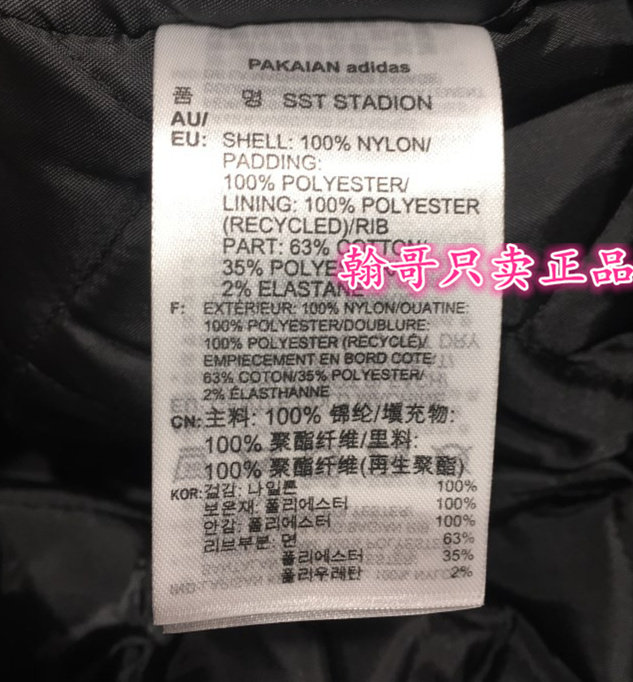 PAKAIAN adidas
품 명 SST STADION
AU/
EU: SHELL: 100% NYLON/
PADDING:
100% POLYESTER/
LINING: 100% POLYESTER
(RECYCLED)/RIB
PART: 63% COTTON
35%
2% ELASTANE
翰哥只卖正品
F: EXTÉRIEUR: 100% NYLON/OUATINE:
100% POLYESTER/DOUBLURE:
100% POLYESTER (RECYCLÉ)/
EMPIECEMENT EN BORD COTE/
63% COTON/35% POLYESTER/
2% ÉLASTHANNE
CN: 主料: 100% 锦纶/填充物:
100% 聚酯纤维/里料:
100% 聚酯纤维(再生聚酯)
KOR: 겉감: 나일론 100%
보온재: 폴리에스터 100%
안감: 폴리에스터 100%
리브부분: 면 63%
폴리에스터 35%
폴리우레탄 2%